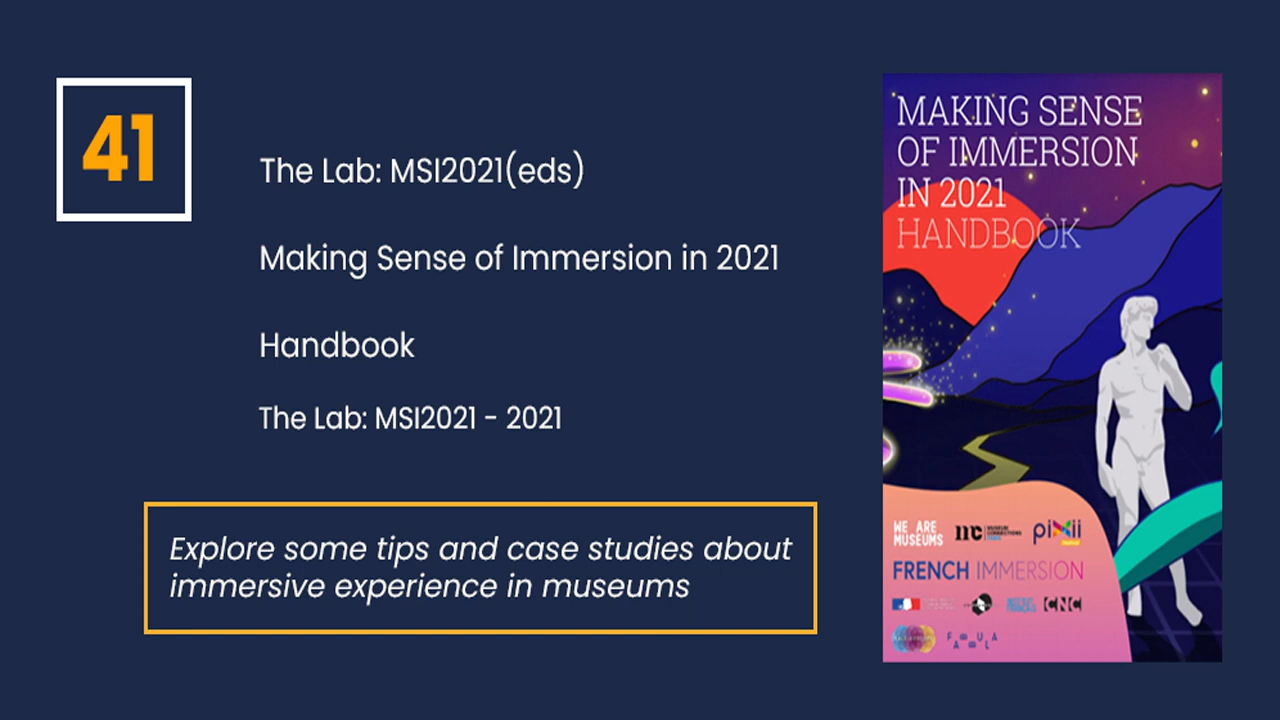 41
The Lab: MSI2021(eds)
Making Sense of Immersion in 2021
Handbook
The Lab: MSI2021 - 2021
Explore some tips and case studies about
immersive experience in museums
MAKING SENSE
OF IMMERSION
IN 2021
HANDBOOK
WE ARE
MUSEUMS
MUSEUM
CONNECTIONS
pixii
FRENCH IMMERSION
CNC